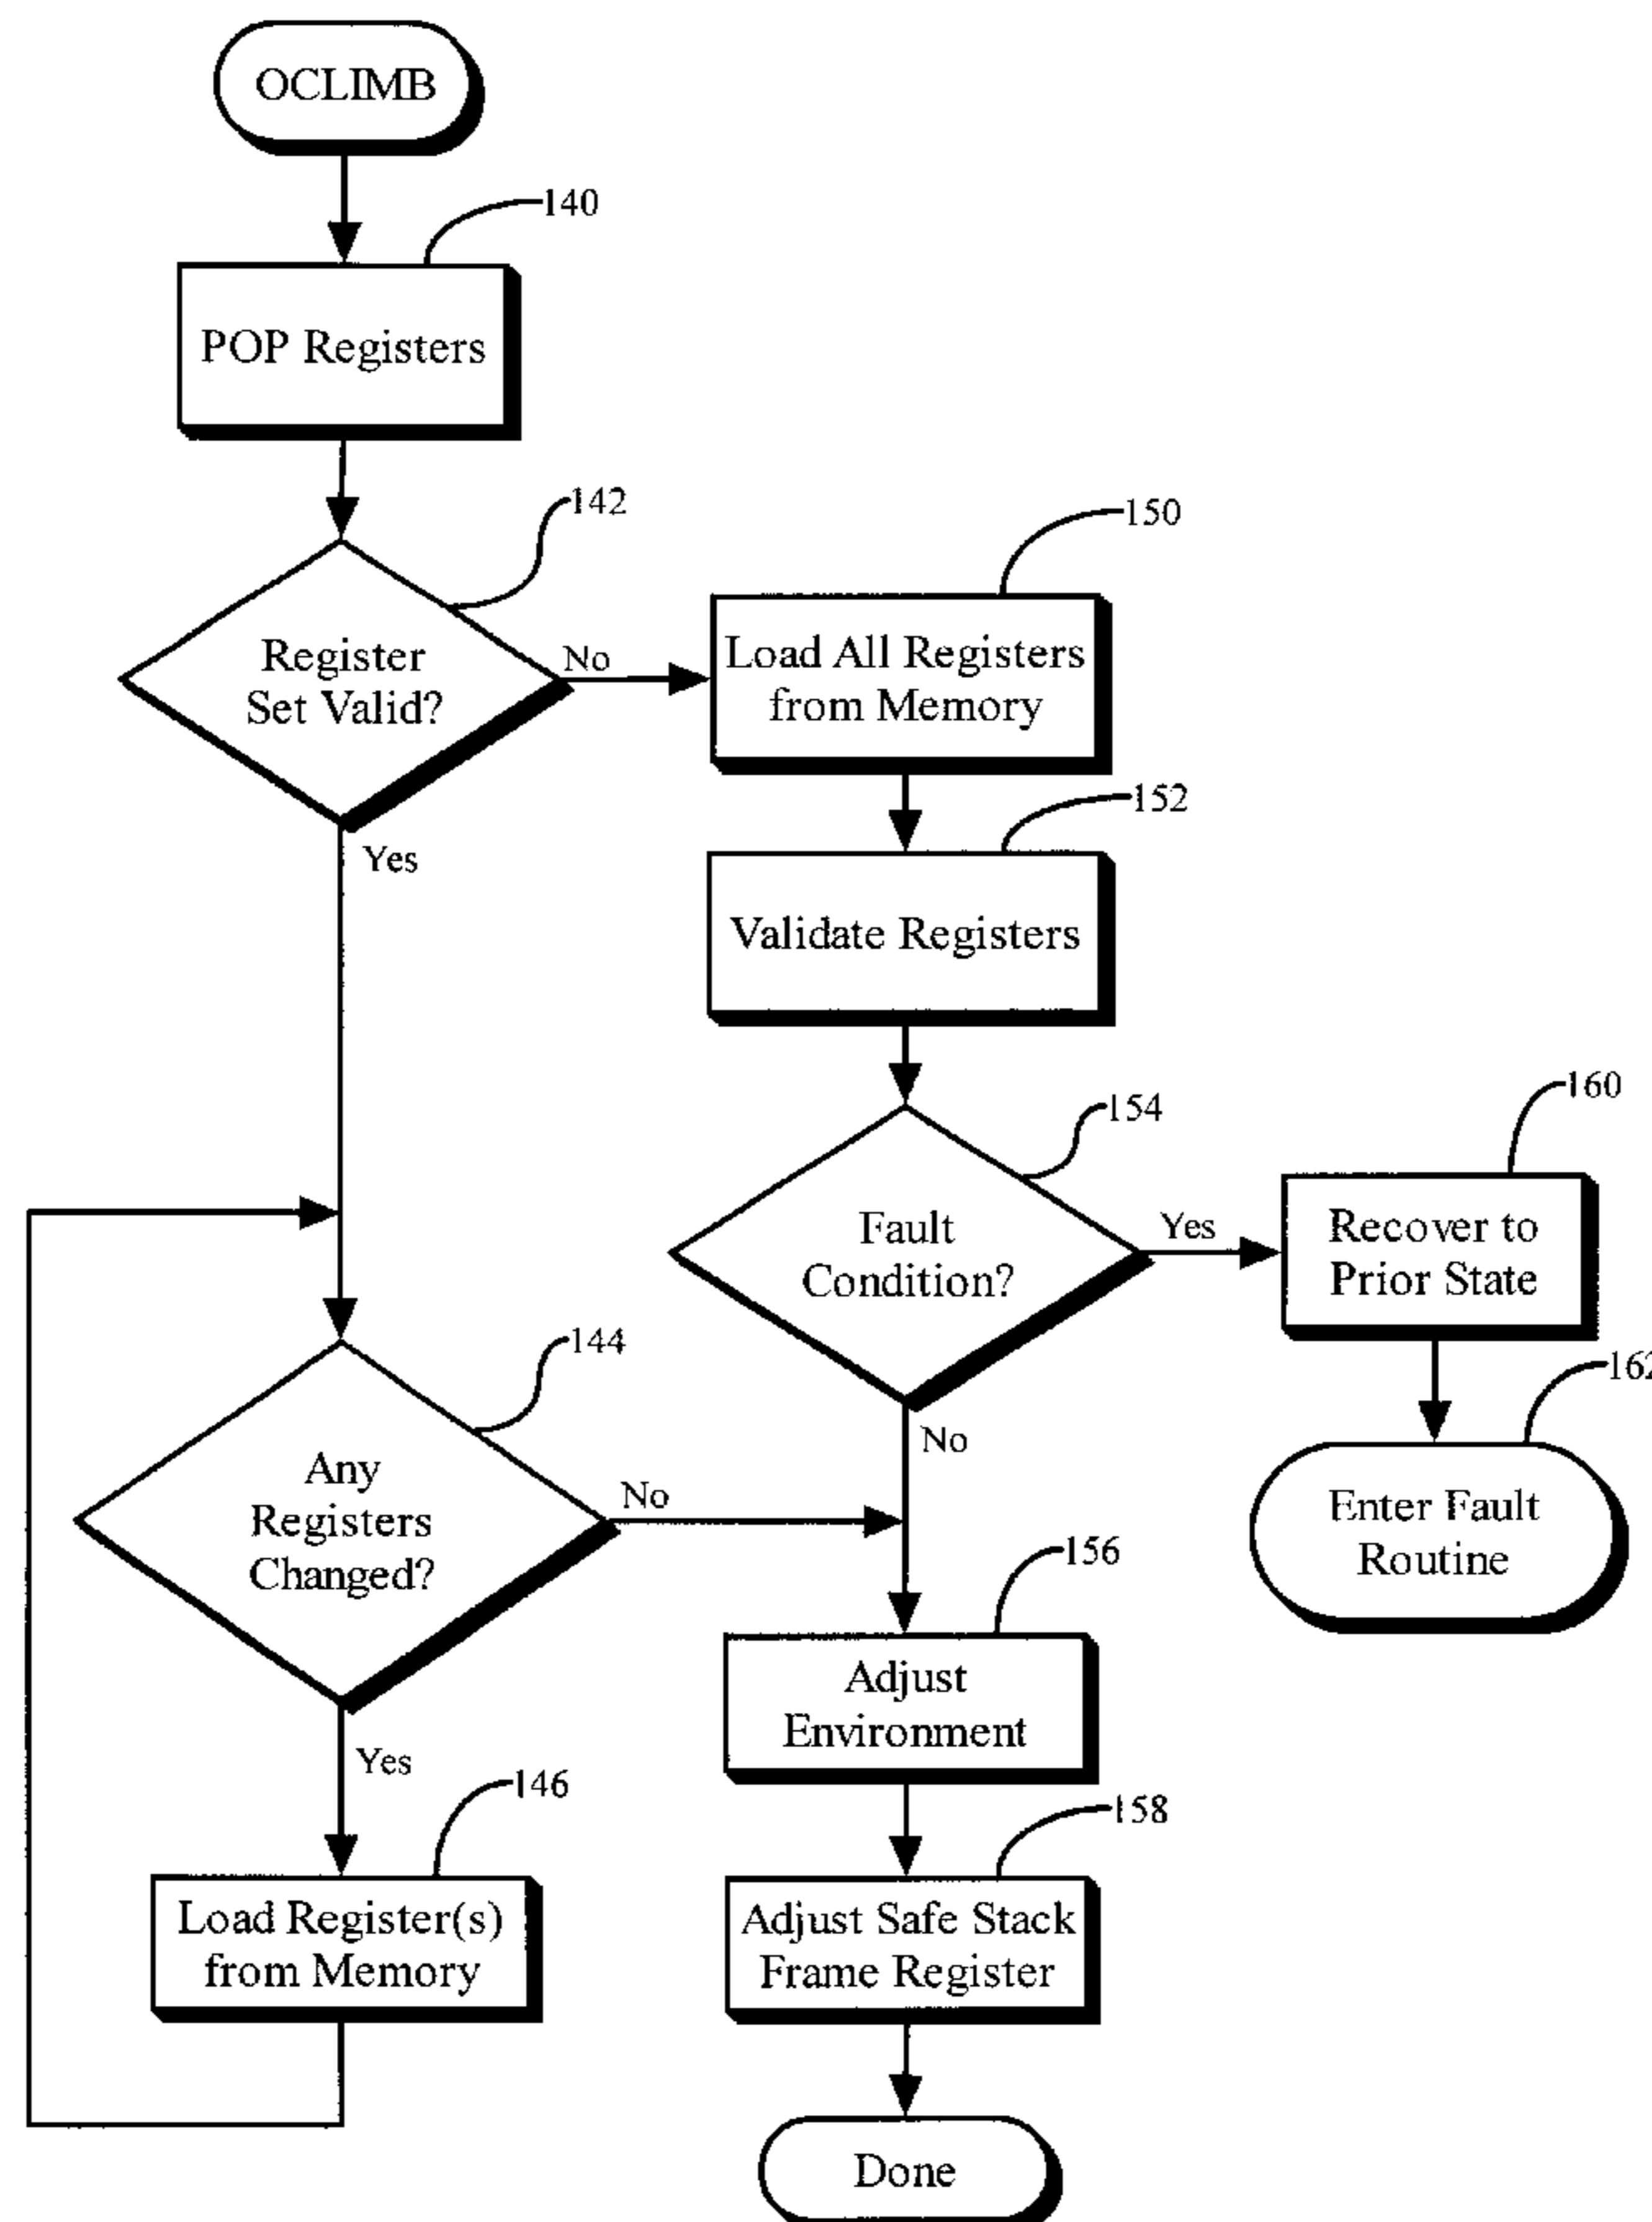 OCLIMB
140
POP Registers
142
Register
Set Valid?
No
Yes
150
Load All Registers
from Memory
152
Validate Registers
154
Fault
Condition?
Yes
No
160
Recover to
Prior State
162
Enter Fault
Routine
144
Any
Registers
Changed?
No
Yes
146
Load Register(s)
from Memory
156
Adjust
Environment
158
Adjust Safe Stack
Frame Register
Done